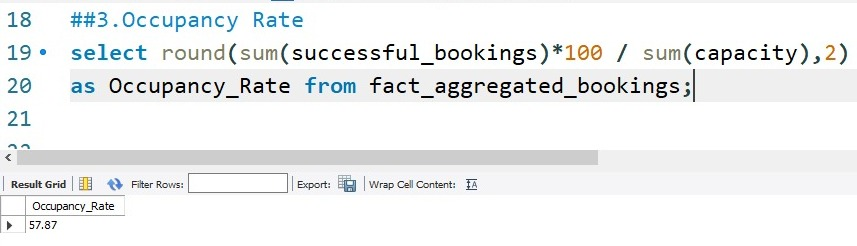 18 ##3.Occupancy Rate
19 select round(sum(successful_bookings)*100 / sum(capacity),2)
20 as Occupancy_Rate from fact_aggregated_bookings;
21
Result Grid Filter Rows: Export: Wrap Cell Content: IA
Occupancy_Rate
57.87